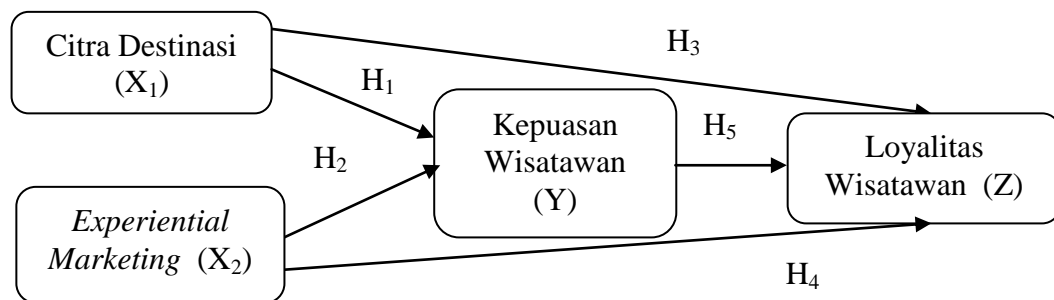 Citra Destinasi
(X₁)
H₃
H₁
Kepuasan
Wisatawan
(Y)
H₅
Loyalitas
Wisatawan (Z)
H₂
Experiential
Marketing (X₂)
H₄